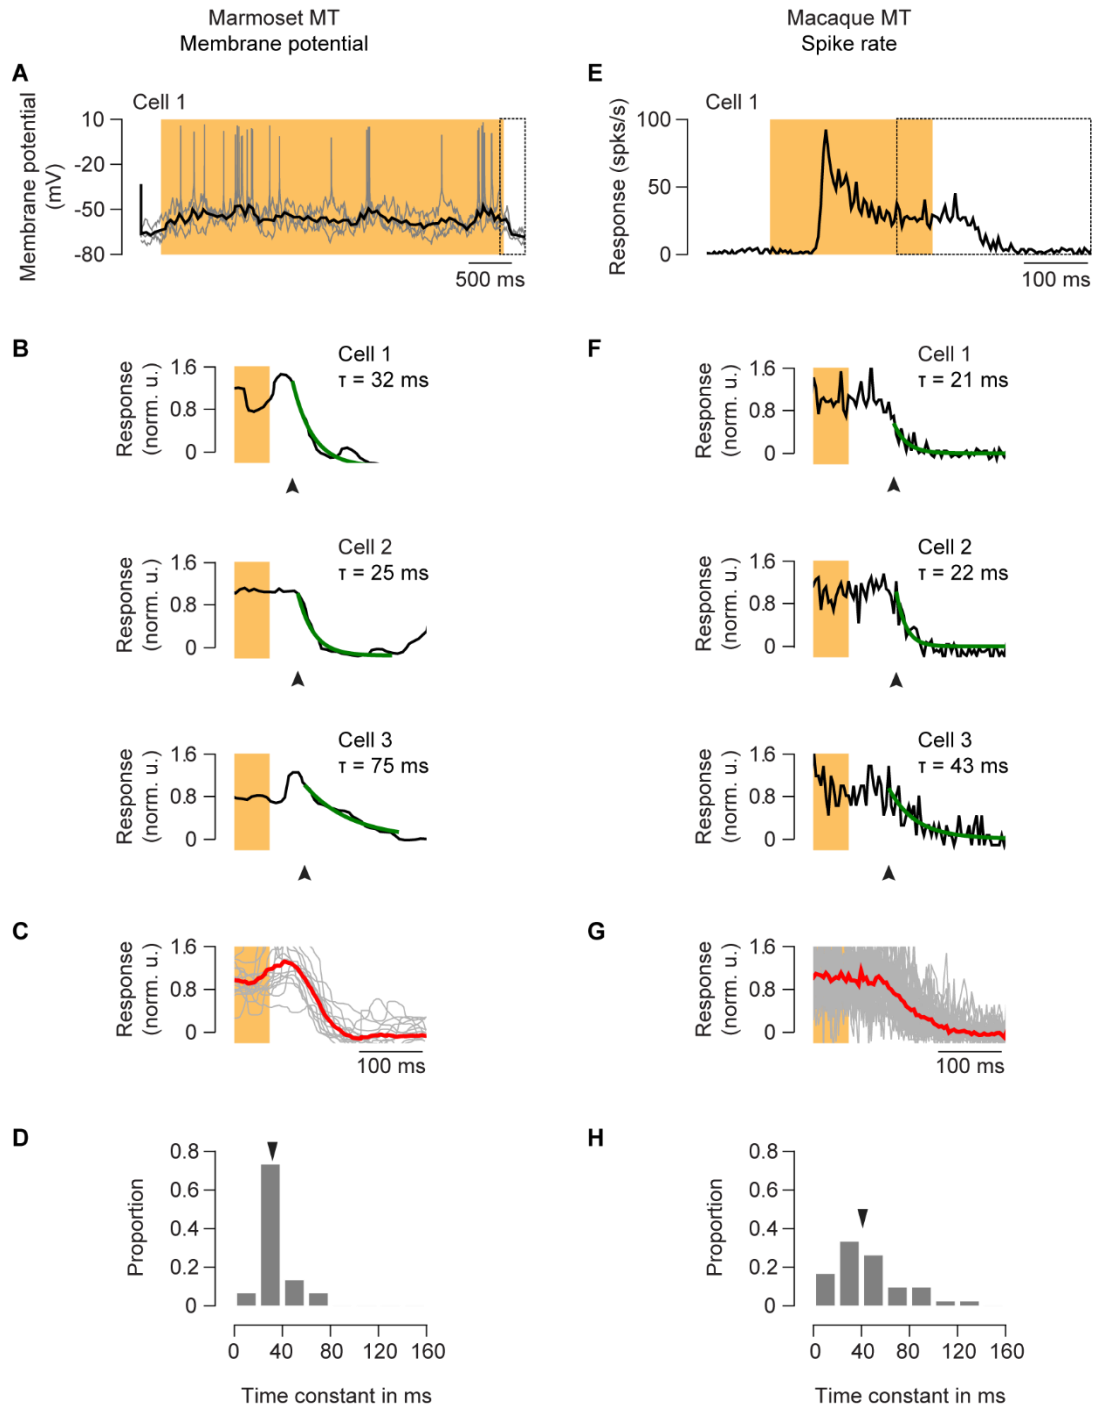 Marmoset MT
Membrane potential
A
Cell 1
Membrane potential
(mV)
10
-20
-50
-80
500 ms
B
Response
(norm. u.)
1.6
0.8
0
Cell 1
τ = 32 ms
Response
(norm. u.)
1.6
0.8
0
Cell 2
τ = 25 ms
Response
(norm. u.)
1.6
0.8
0
Cell 3
τ = 75 ms
C
Response
(norm. u.)
1.6
0.8
0
100 ms
D
Proportion
0.8
0.6
0.4
0.2
0
0 40 80 120 160
Time constant in ms
Macaque MT
Spike rate
E
Cell 1
Response (spks/s)
100
50
0
100 ms
F
Response
(norm. u.)
1.6
0.8
0
Cell 1
τ = 21 ms
Response
(norm. u.)
1.6
0.8
0
Cell 2
τ = 22 ms
Response
(norm. u.)
1.6
0.8
0
Cell 3
τ = 43 ms
G
Response
(norm. u.)
1.6
0.8
0
100 ms
H
Proportion
0.8
0.6
0.4
0.2
0
0 40 80 120 160
Time constant in ms